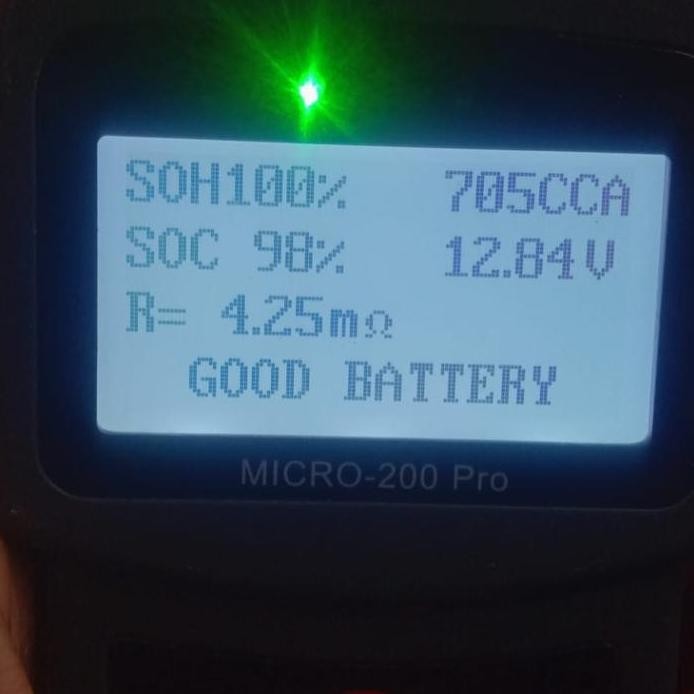 SOH100% 705CCA
SOC 98% 12.84V
R= 4.25mΩ
GOOD BATTERY
MICRO-200 Pro